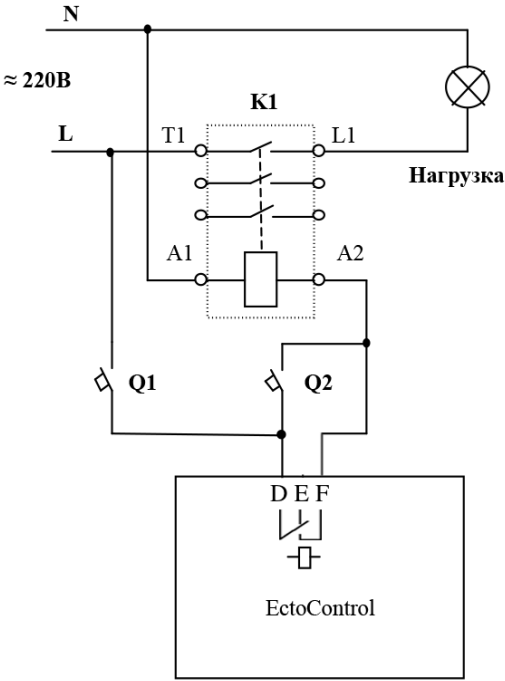 N
≈ 220В
K1
L
T1
L1
Нагрузка
A1
A2
Q1
Q2
D E F
EctoControl